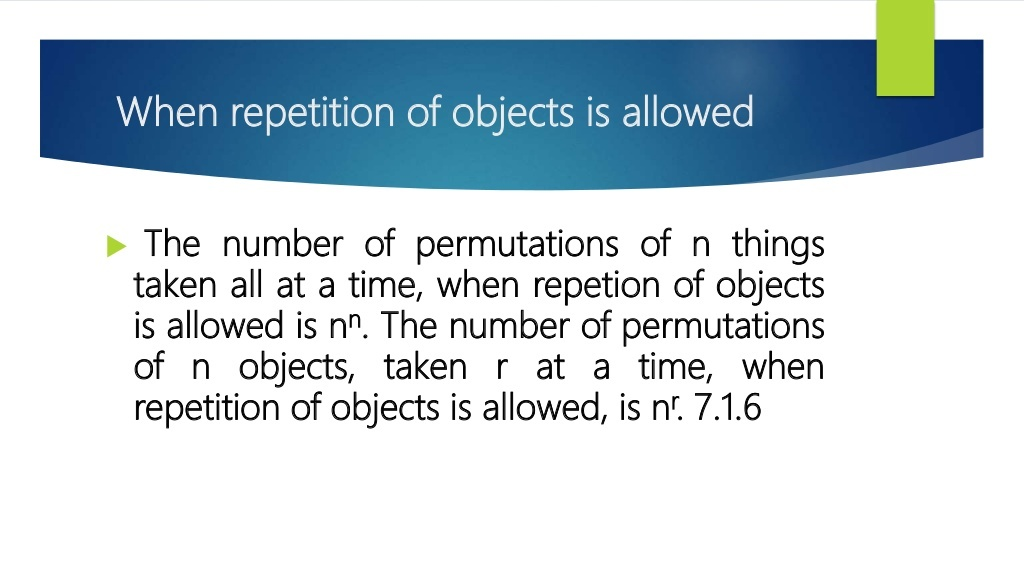 When repetition of objects is allowed
The number of permutations of n things
taken all at a time, when repetion of objects
is allowed is nⁿ. The number of permutations
of n objects, taken r at a time, when
repetition of objects is allowed, is nʳ. 7.1.6